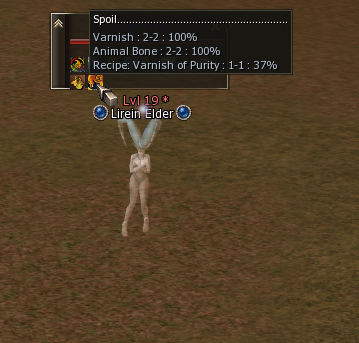 Spoil......................................................................
Varnish : 2-2 : 100%
Animal Bone : 2-2 : 100%
Recipe: Varnish of Purity : 1-1 : 37%
Lvl 19 *
Lirein Elder